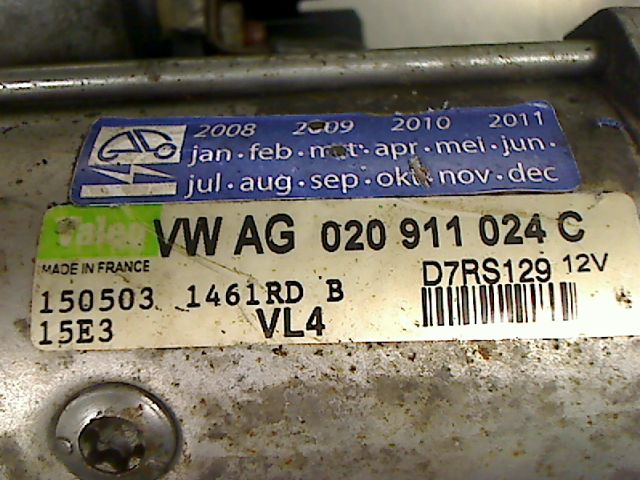 2008 2009 2010 2011
jan·feb·mrt·apr·mei·jun·
jul·aug·sep·okt·nov·dec
Valeo VW AG 020 911 024 C
MADE IN FRANCE
D7RS129 12V
150503 1461RD B
15E3 VL4